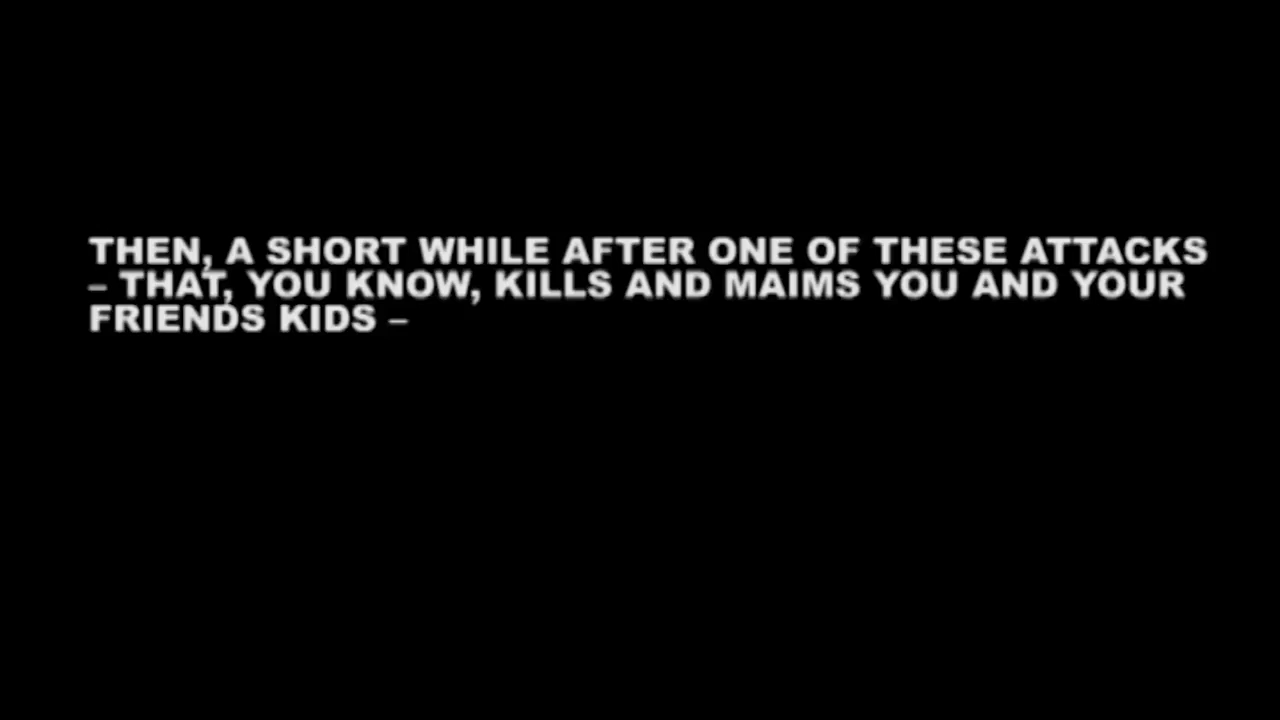 THEN, A SHORT WHILE AFTER ONE OF THESE ATTACKS
– THAT, YOU KNOW, KILLS AND MAIMS YOU AND YOUR
FRIENDS KIDS –